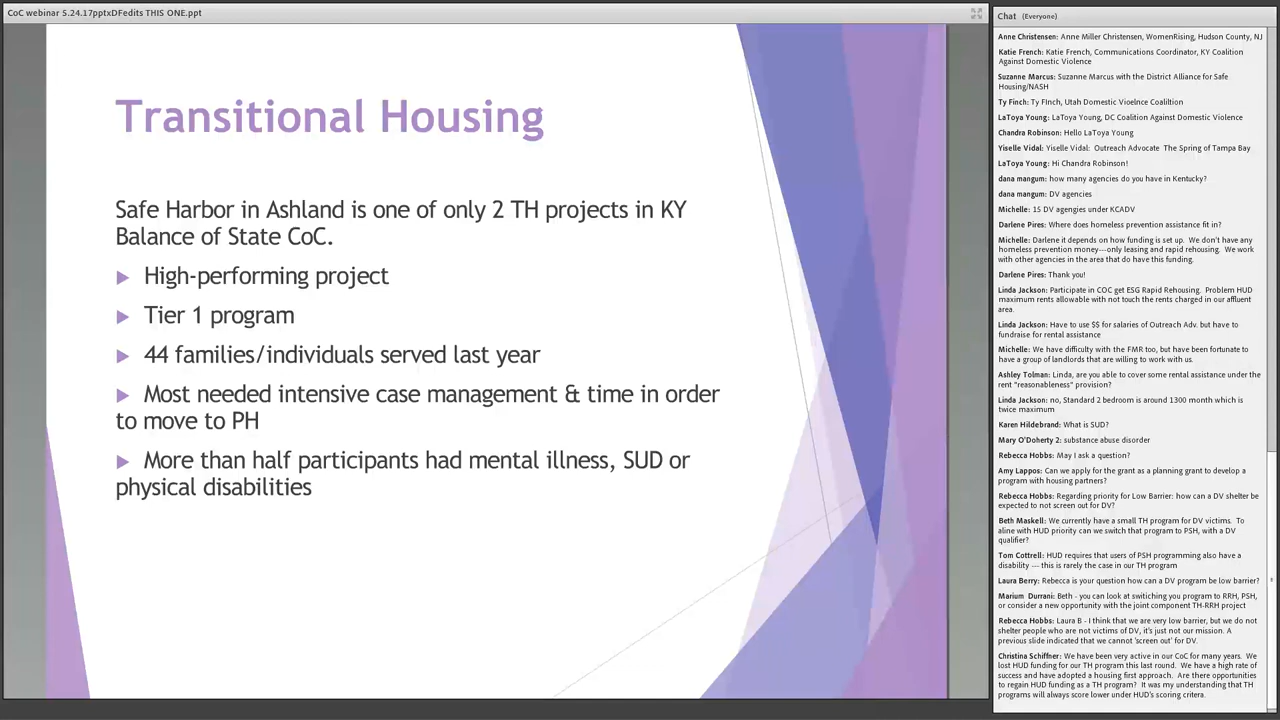 CoC webinar 5.24.17pptxDFedits THIS ONE.ppt
Transitional Housing
Safe Harbor in Ashland is one of only 2 TH projects in KY
Balance of State CoC.
High-performing project
Tier 1 program
44 families/individuals served last year
Most needed intensive case management & time in order
to move to PH
More than half participants had mental illness, SUD or
physical disabilities
Chat (Everyone)
Anne Christensen: Anne Miller Christensen, WomenRising, Hudson County, NJ
Katie French: Katie French, Communications Coordinator, KY Coalition
Against Domestic Violence
Suzanne Marcus: Suzanne Marcus with the District Alliance for Safe
Housing/NASH
Ty Finch: Ty FInch, Utah Domestic Vioelnce Coaliltion
LaToya Young: LaToya Young, DC Coalition Against Domestic Violence
Chandra Robinson: Hello LaToya Young
Yiselle Vidal: Yiselle Vidal: Outreach Advocate The Spring of Tampa Bay
LaToya Young: Hi Chandra Robinson!
dana mangum: how many agencies do you have in Kentucky?
dana mangum: DV agencies
Michelle: 15 DV agengies under KCADV
Darlene Pires: Where does homeless prevention assistance fit in?
Michelle: Darlene it depends on how funding is set up. We don't have any
homeless prevention money---only leasing and rapid rehousing. We work
with other agencies in the area that do have this funding.
Darlene Pires: Thank you!
Linda Jackson: Participate in COC get ESG Rapid Rehousing. Problem HUD
maximum rents allowable with not touch the rents charged in our affluent
area.
Linda Jackson: Have to use $$ for salaries of Outreach Adv. but have to
fundraise for rental assistance
Michelle: We have difficulty with the FMR too, but have been fortunate to
have a group of landlords that are willing to work with us.
Ashley Tolman: Linda, are you able to cover some rental assistance under the
rent "reasonableness" provision?
Linda Jackson: no, Standard 2 bedroom is around 1300 month which is
twice maximum
Karen Hildebrand: What is SUD?
Mary O'Doherty 2: substance abuse disorder
Rebecca Hobbs: May I ask a question?
Amy Lappos: Can we apply for the grant as a planning grant to develop a
program with housing partners?
Rebecca Hobbs: Regarding priority for Low Barrier: how can a DV shelter be
expected to not screen out for DV?
Beth Maskell: We currently have a small TH program for DV victims. To
aline with HUD priority can we switch that program to PSH, with a DV
qualifier?
Tom Cottrell: HUD requires that users of PSH programming also have a
disability --- this is rarely the case in our TH program
Laura Berry: Rebecca is your question how can a DV program be low barrier?
Marium Durrani: Beth - you can look at switiching you program to RRH, PSH,
or consider a new opportunity with the joint component TH-RRH project
Rebecca Hobbs: Laura B - I think that we are very low barrier, but we do not
shelter people who are not victims of DV, it's just not our mission. A
previous slide indicated that we cannot 'screen out' for DV.
Christina Schiffner: We have been very active in our CoC for many years. We
lost HUD funding for our TH program this last round. We have a high rate of
success and have adopted a housing first approach. Are there opportunities
to regain HUD funding as a TH program? It was my understanding that TH
programs will always score lower under HUD's scoring critera.